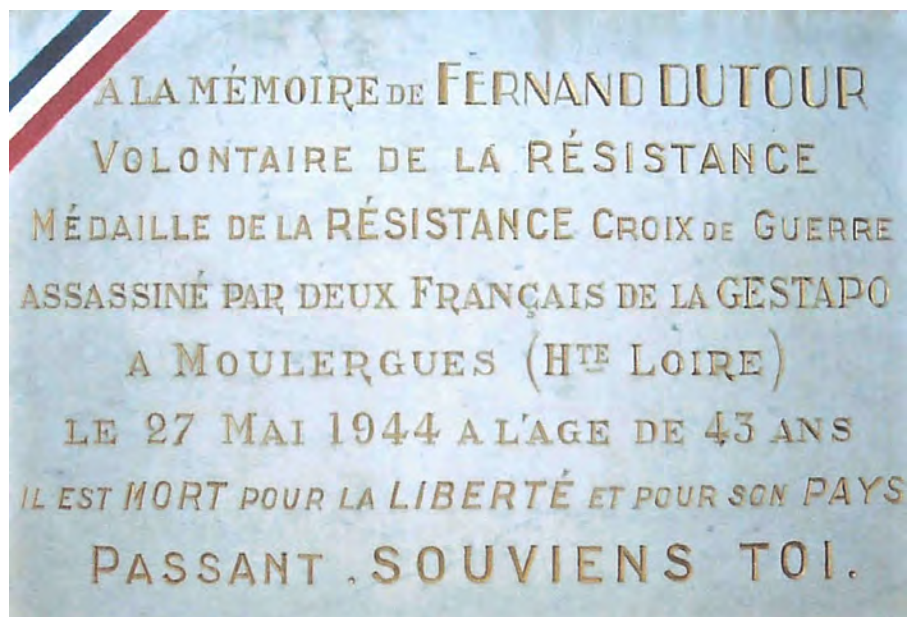 A LA MÉMOIRE DE FERNAND DUTOUR
VOLONTAIRE DE LA RÉSISTANCE
MÉDAILLE DE LA RÉSISTANCE CROIX DE GUERRE
ASSASSINÉ PAR DEUX FRANÇAIS DE LA GESTAPO
A MOULERGUES (HTE LOIRE)
LE 27 MAI 1944 A L'AGE DE 43 ANS
IL EST MORT POUR LA LIBERTÉ ET POUR SON PAYS
PASSANT . SOUVIENS TOI.